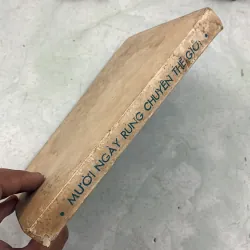 MƯỜI NGÀY RUNG CHUYỂN THẾ GIỚI